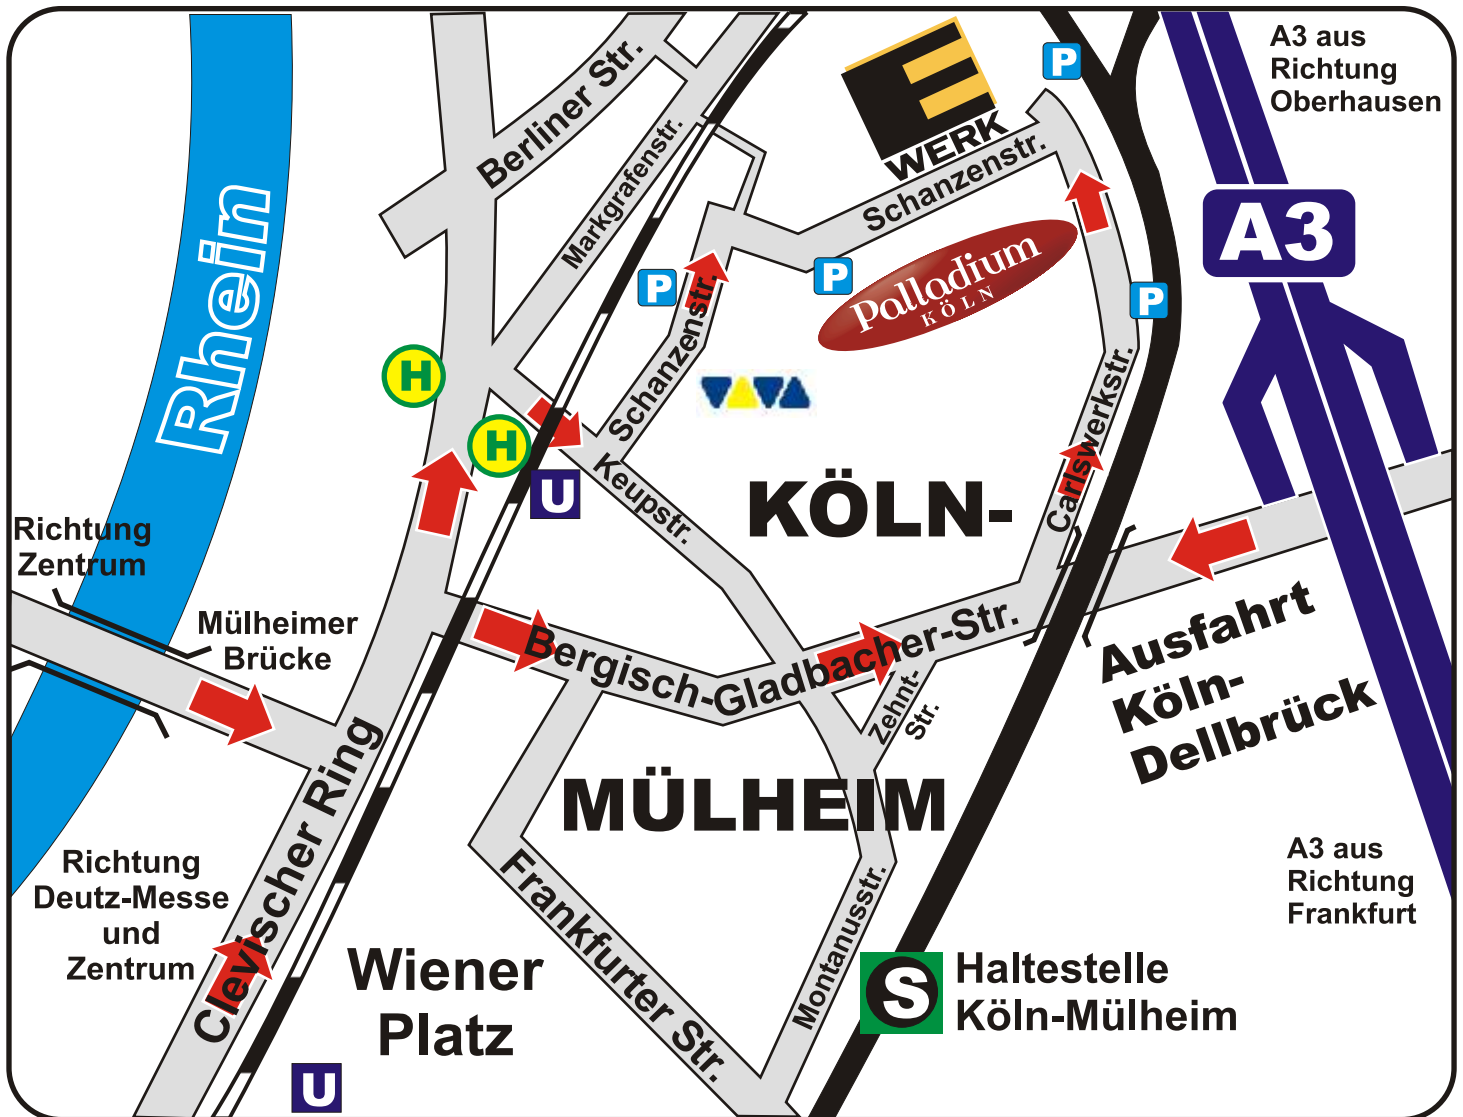 A3 aus
Richtung
Oberhausen
P
E
WERK
Berliner Str.
Markgrafenstr.
Schanzenstr.
A3
Rhein
P
P
Palladium
KÖLN
P
H
Schanzenstr.
VIVA
Carlswerkstr.
H
U
Keupstr.
KÖLN-
Richtung
Zentrum
Mülheimer
Brücke
Bergisch-Gladbacher-Str.
Ausfahrt
Köln-
Dellbrück
Zehnt-
Str.
MÜLHEIM
Clevischer Ring
Richtung
Deutz-Messe
und
Zentrum
A3 aus
Richtung
Frankfurt
Frankfurter Str.
Montanusstr.
Wiener
Platz
S
Haltestelle
Köln-Mülheim
U